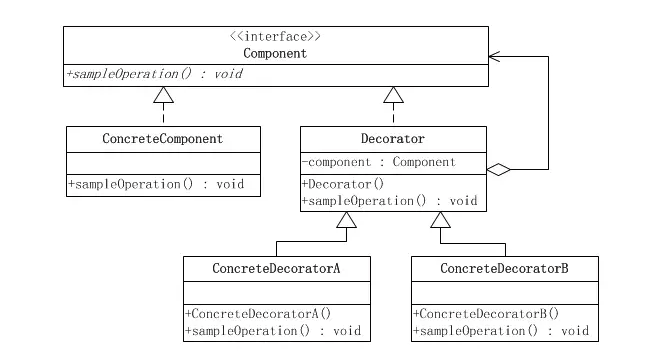 <<interface>>
Component
+sampleOperation() : void
ConcreteComponent
+sampleOperation() : void
Decorator
-component : Component
+Decorator()
+sampleOperation() : void
ConcreteDecoratorA
+ConcreteDecoratorA()
+sampleOperation() : void
ConcreteDecoratorB
+ConcreteDecoratorB()
+sampleOperation() : void